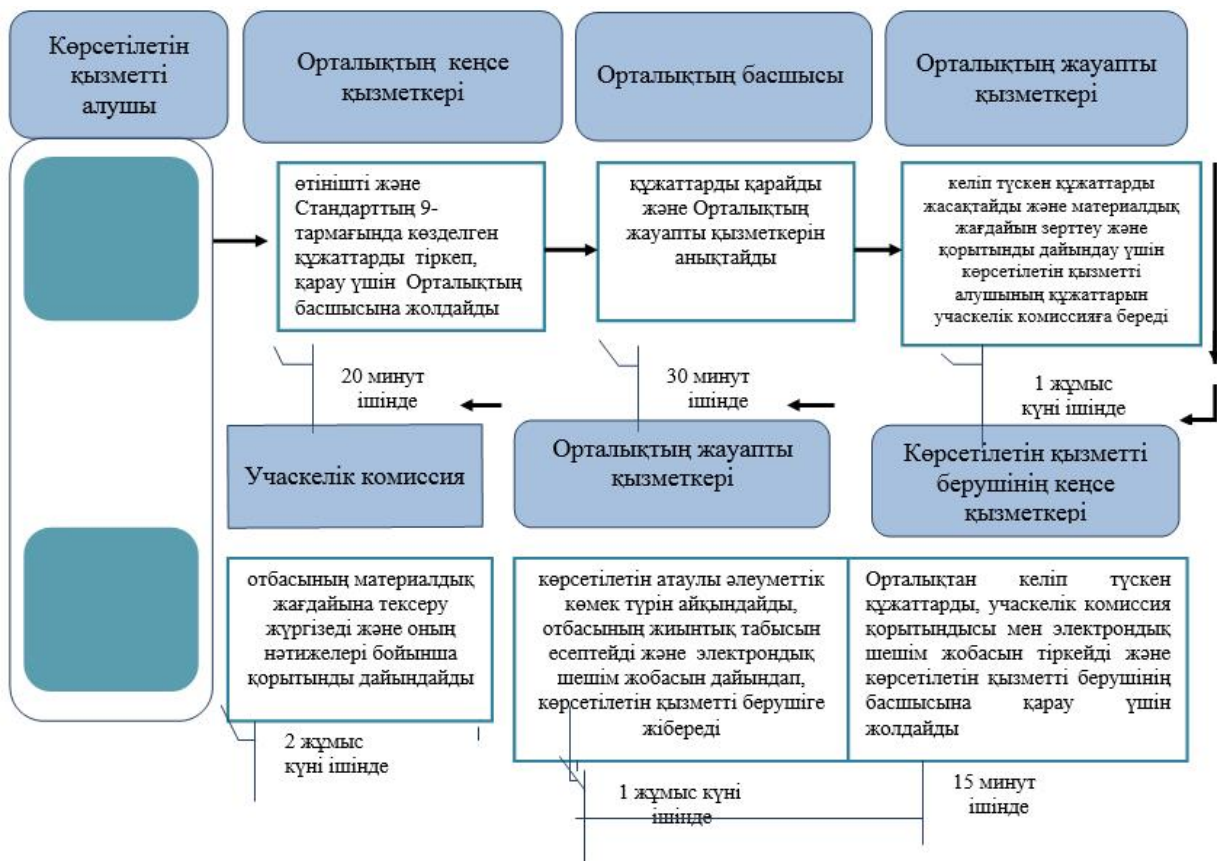 Көрсетілетін
қызметті
алушы
Орталықтың кеңсе
қызметкері
Орталықтың басшысы
Орталықтың жауапты
қызметкері
өтінішті және
Стандарттың 9-
тармағында көзделген
құжаттарды тіркеп,
қарау үшін Орталықтың
басшысына жолдайды
құжаттарды қарайды
және Орталықтың
жауапты қызметкерін
анықтайды
келіп түскен құжаттарды
жасақтайды және материалдық
жағдайын зерттеу және
қорытынды дайындау үшін
көрсетілетін қызметті
алушының құжаттарын
учаскелік комиссияға береді
20 минут
ішінде
30 минут
ішінде
1 жұмыс
күні ішінде
Учаскелік комиссия
Орталықтың жауапты
қызметкері
Көрсетілетін қызметті
берушінің кеңсе
қызметкері
отбасының материалдық
жағдайына тексеру
жүргізеді және оның
нәтижелері бойынша
қорытынды дайындайды
көрсетілетін атаулы әлеуметтік
көмек түрін айқындайды,
отбасының жиынтық табысын
есептейді және электрондық
шешім жобасын дайындап,
көрсетілетін қызметті берушіге
жібереді
Орталықтан келіп түскен
құжаттарды, учаскелік комиссия
қорытындысы мен электрондық
шешім жобасын тіркейді және
көрсетілетін қызметті берушінің
басшысына қарау үшін
жолдайды
2 жұмыс
күні ішінде
1 жұмыс күні
ішінде
15 минут
ішінде